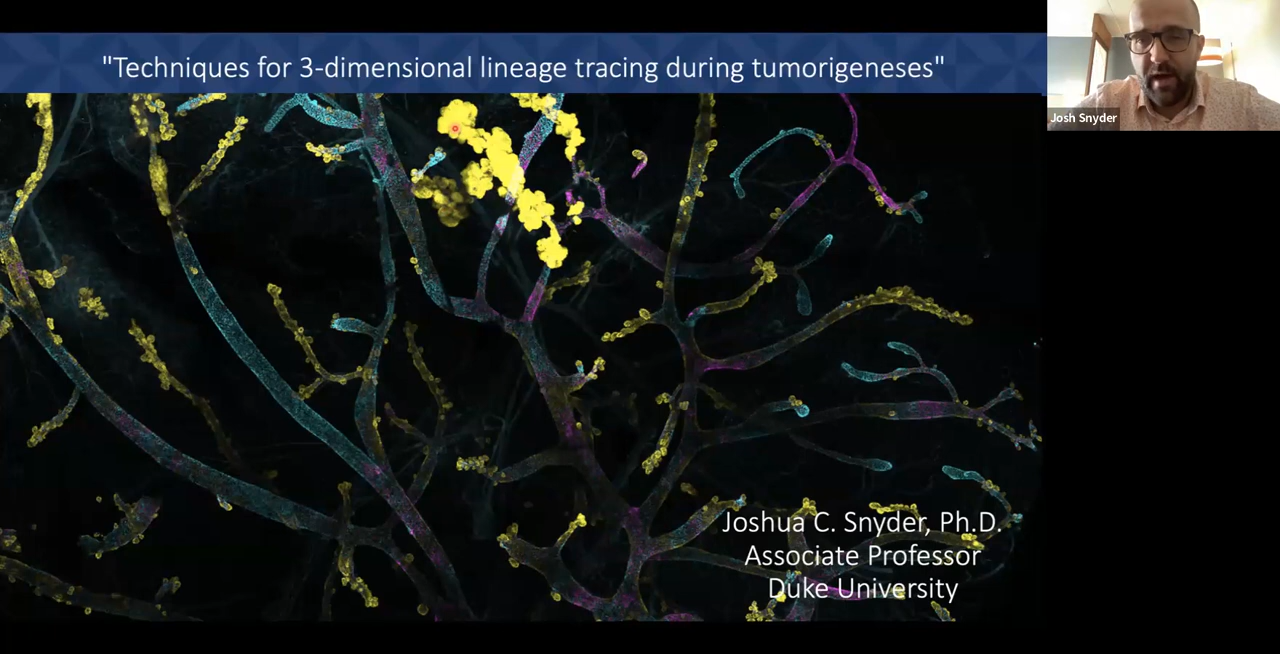 "Techniques for 3-dimensional lineage tracing during tumorigeneses"
Josh Snyder
Joshua C. Snyder, Ph.D.
Associate Professor
Duke University